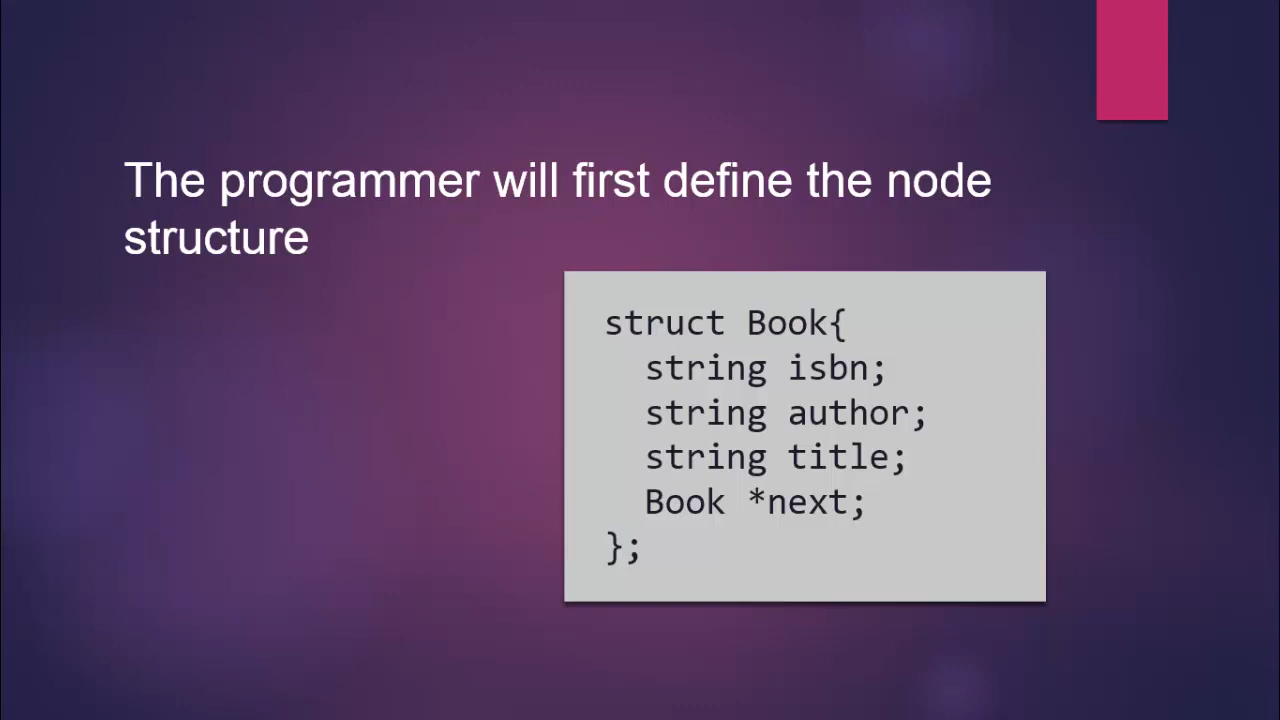 The programmer will first define the node
structure
struct Book{
  string isbn;
  string author;
  string title;
  Book *next;
};